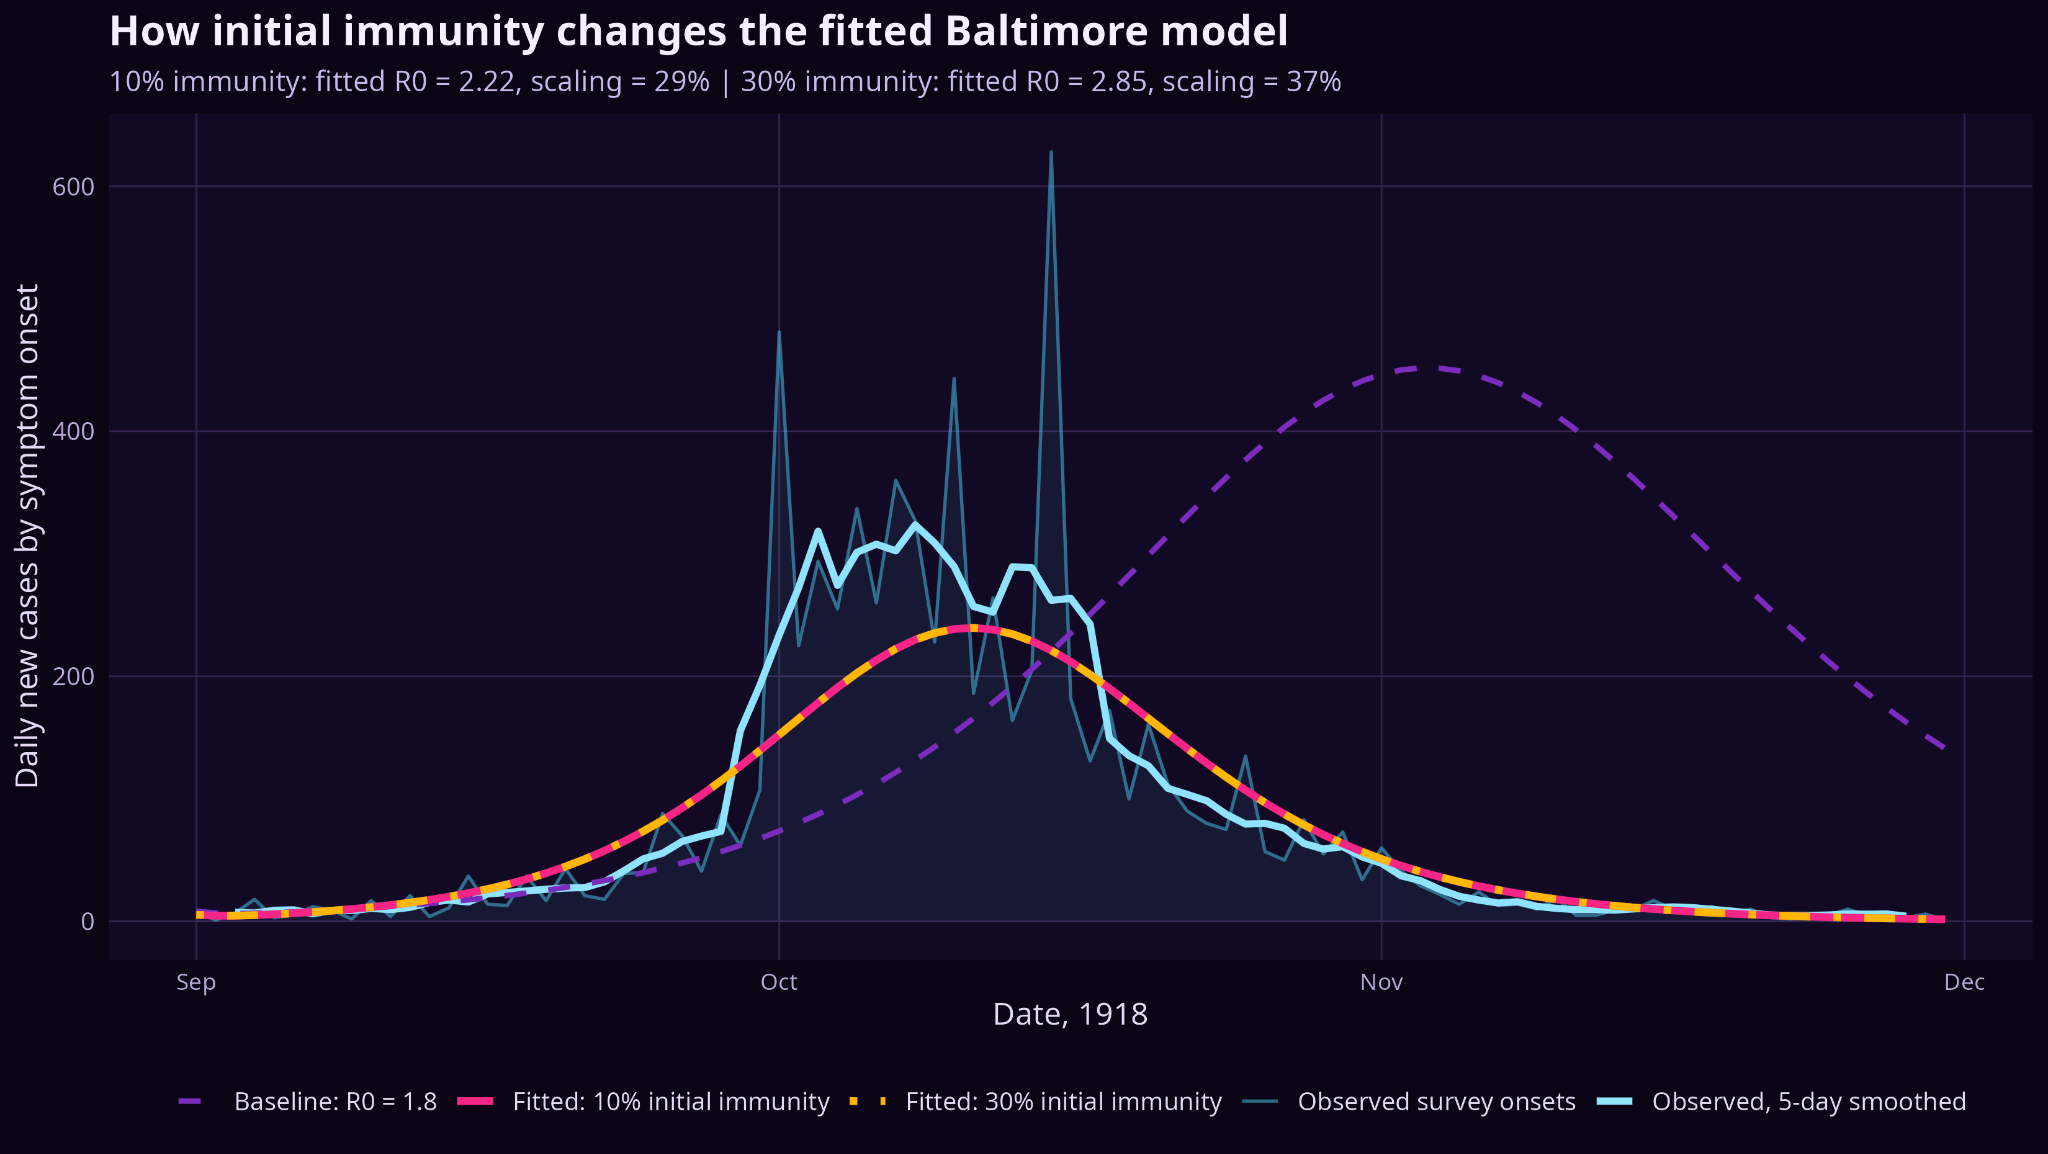 How initial immunity changes the fitted Baltimore model
10% immunity: fitted R0 = 2.22, scaling = 29% | 30% immunity: fitted R0 = 2.85, scaling = 37%
Daily new cases by symptom onset
600
400
200
0
Sep Oct Nov Dec
Date, 1918
Baseline: R0 = 1.8 Fitted: 10% initial immunity Fitted: 30% initial immunity Observed survey onsets Observed, 5-day smoothed